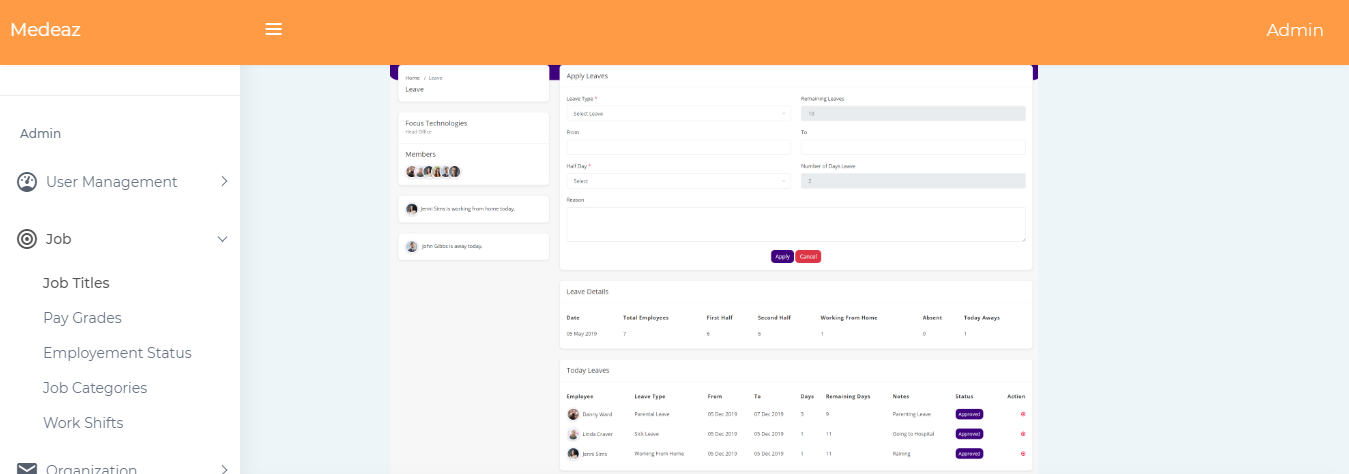 Medeaz
Admin
Admin
User Management
Job
Job Titles
Pay Grades
Employement Status
Job Categories
Work Shifts
Organization
Home / Leave
Leave
Focus Technologies
Head Office
Members
Jenni Sims is working from home today.
John Gibbs is away today.
Apply Leaves
Leave Type * Remaining Leaves
Select Leave 10
From To
Half Day * Number of Days Leave
Select 2
Reason
Apply Cancel
Leave Details
Date Total Employees First Half Second Half Working From Home Absent Today Aways
05 May 2019 7 6 6 1 0 1
Today Leaves
Employee Leave Type From To Days Remaining Days Notes Status Action
Danny Ward Parental Leave 05 Dec 2019 07 Dec 2019 3 9 Parenting Leave Approved
Linda Craver Sick Leave 05 Dec 2019 05 Dec 2019 1 11 Going to Hospital Approved
Jenni Sims Working From Home 05 Dec 2019 05 Dec 2019 1 11 Raining Approved